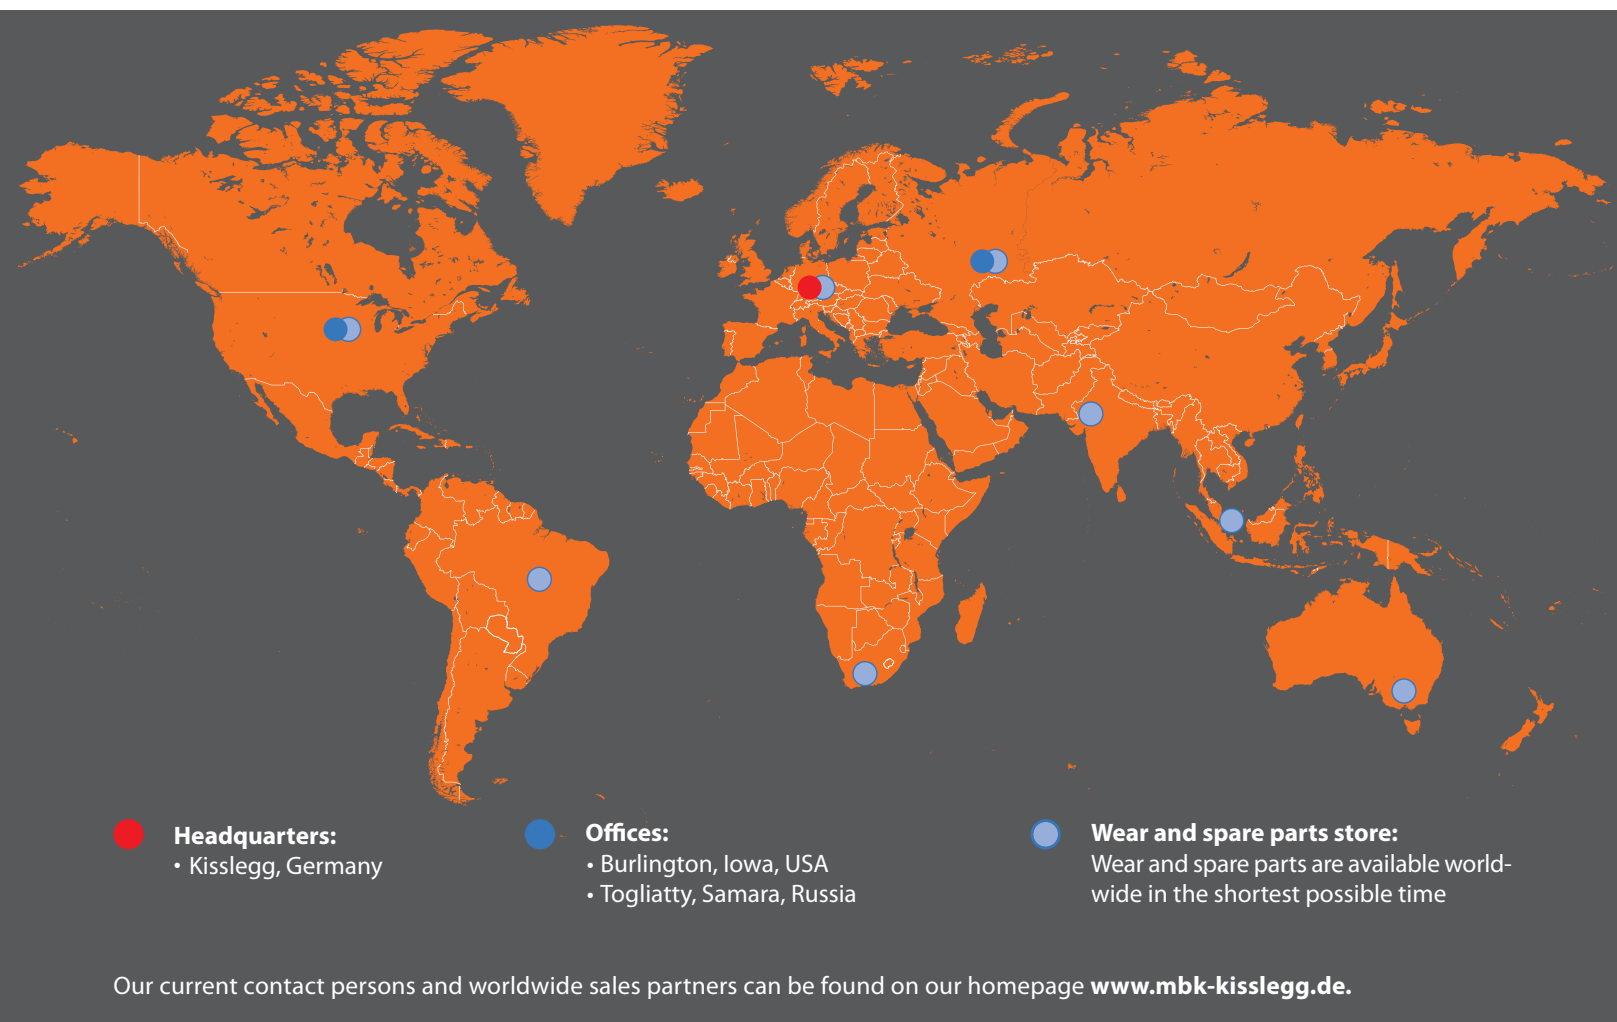 Headquarters:
• Kisslegg, Germany
Offices:
• Burlington, Iowa, USA
• Togliatty, Samara, Russia
Wear and spare parts store:
Wear and spare parts are available world-
wide in the shortest possible time
Our current contact persons and worldwide sales partners can be found on our homepage www.mbk-kisslegg.de.